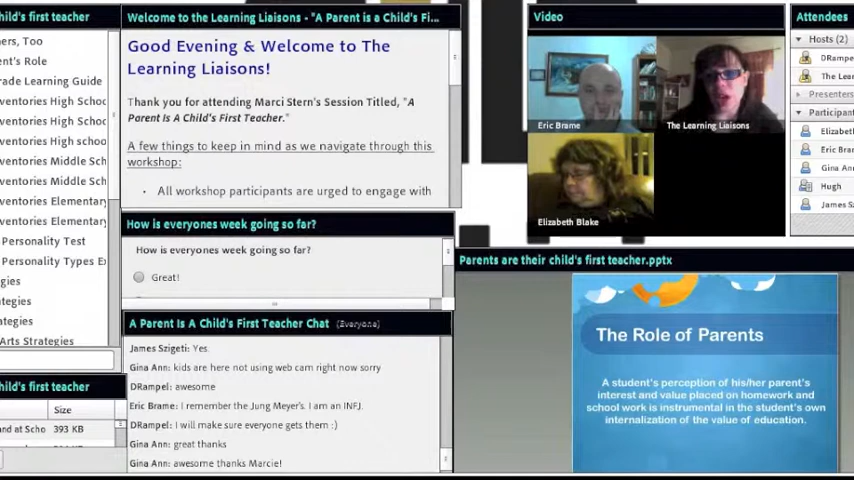 child's first teacher
ners, Too
ent's Role
rade Learning Guide
ventories High School
ventories High Schoo
ventories High school
ventories Middle Sch
ventories Middle Sch
ventories Elementary
ventories Elementary
Personality Test
Personality Types Ex
gies
ategies
ategies
Arts Strategies
child's first teacher
Size
and at Scho 393 KB
Welcome to the Learning Liaisons - "A Parent is a Child's Fi...
Good Evening & Welcome to The
Learning Liaisons!
Thank you for attending Marci Stern's Session Titled, "A
Parent Is A Child's First Teacher."
A few things to keep in mind as we navigate through this
workshop:
• All workshop participants are urged to engage with
How is everyones week going so far?
How is everyones week going so far?
Great!
A Parent Is A Child's First Teacher Chat (Everyone)
James Szigeti: Yes.
Gina Ann: kids are here not using web cam right now sorry
DRampel: awesome
Eric Brame: I remember the Jung Meyer's. I am an INFJ.
DRampel: I will make sure everyone gets them :)
Gina Ann: great thanks
Gina Ann: awesome thanks Marcie!
Video
Eric Brame
The Learning Liaisons
Elizabeth Blake
Attendees
Hosts (2)
DRampe
The Lear
Presenters
Participant
Elizabet
Eric Bra
Gina An
Hugh
James Sz
Parents are their child's first teacher.pptx
The Role of Parents
A student's perception of his/her parent's
interest and value placed on homework and
school work is instrumental in the student's own
internalization of the value of education.